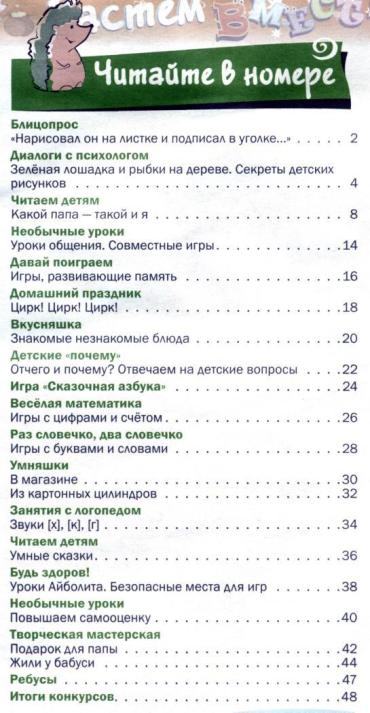 Читайте в номере
Блицопрос
«Нарисовал он на листке и подписал в уголке...» . . . . . 2
Диалоги с психологом
Зелёная лошадка и рыбки на дереве. Секреты детских
рисунков . . . . . . . . . . . . . . . . . . . . . . . . 4
Читаем детям
Какой папа — такой и я . . . . . . . . . . . . . . . . . 8
Необычные уроки
Уроки общения. Совместные игры. . . . . . . . . . . . . 14
Давай поиграем
Игры, развивающие память . . . . . . . . . . . . . . . 16
Домашний праздник
Цирк! Цирк! Цирк! . . . . . . . . . . . . . . . . . . . 18
Вкусняшка
Знакомые незнакомые блюда . . . . . . . . . . . . . . 20
Детские «почему»
Отчего и почему? Отвечаем на детские вопросы . . . . . 22
Игра «Сказочная азбука» . . . . . . . . . . . . . . . . 24
Весёлая математика
Игры с цифрами и счётом . . . . . . . . . . . . . . . . 26
Раз словечко, два словечко
Игры с буквами и словами . . . . . . . . . . . . . . . 28
Умняшки
В магазине . . . . . . . . . . . . . . . . . . . . . . 30
Из картонных цилиндров . . . . . . . . . . . . . . . . 32
Занятия с логопедом
Звуки [х], [к], [г] . . . . . . . . . . . . . . . . . . 34
Читаем детям
Умные сказки. . . . . . . . . . . . . . . . . . . . . . 36
Будь здоров!
Уроки Айболита. Безопасные места для игр . . . . . . . 38
Необычные уроки
Повышаем самооценку . . . . . . . . . . . . . . . . . . 40
Творческая мастерская
Подарок для папы . . . . . . . . . . . . . . . . . . . 42
Жили у бабуси . . . . . . . . . . . . . . . . . . . . . 44
Ребусы . . . . . . . . . . . . . . . . . . . . . . . . 47
Итоги конкурсов. . . . . . . . . . . . . . . . . . . . 48